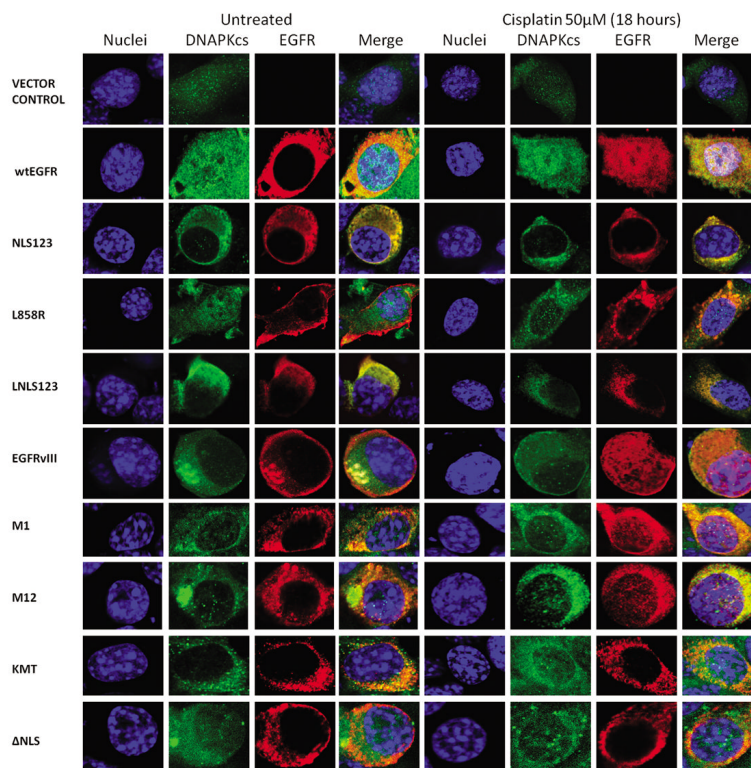 Untreated Cisplatin 50µM (18 hours)
Nuclei DNAPKcs EGFR Merge Nuclei DNAPKcs EGFR Merge
VECTOR
CONTROL
wtEGFR
NLS123
L858R
LNLS123
EGFRvIII
M1
M12
KMT
ΔNLS